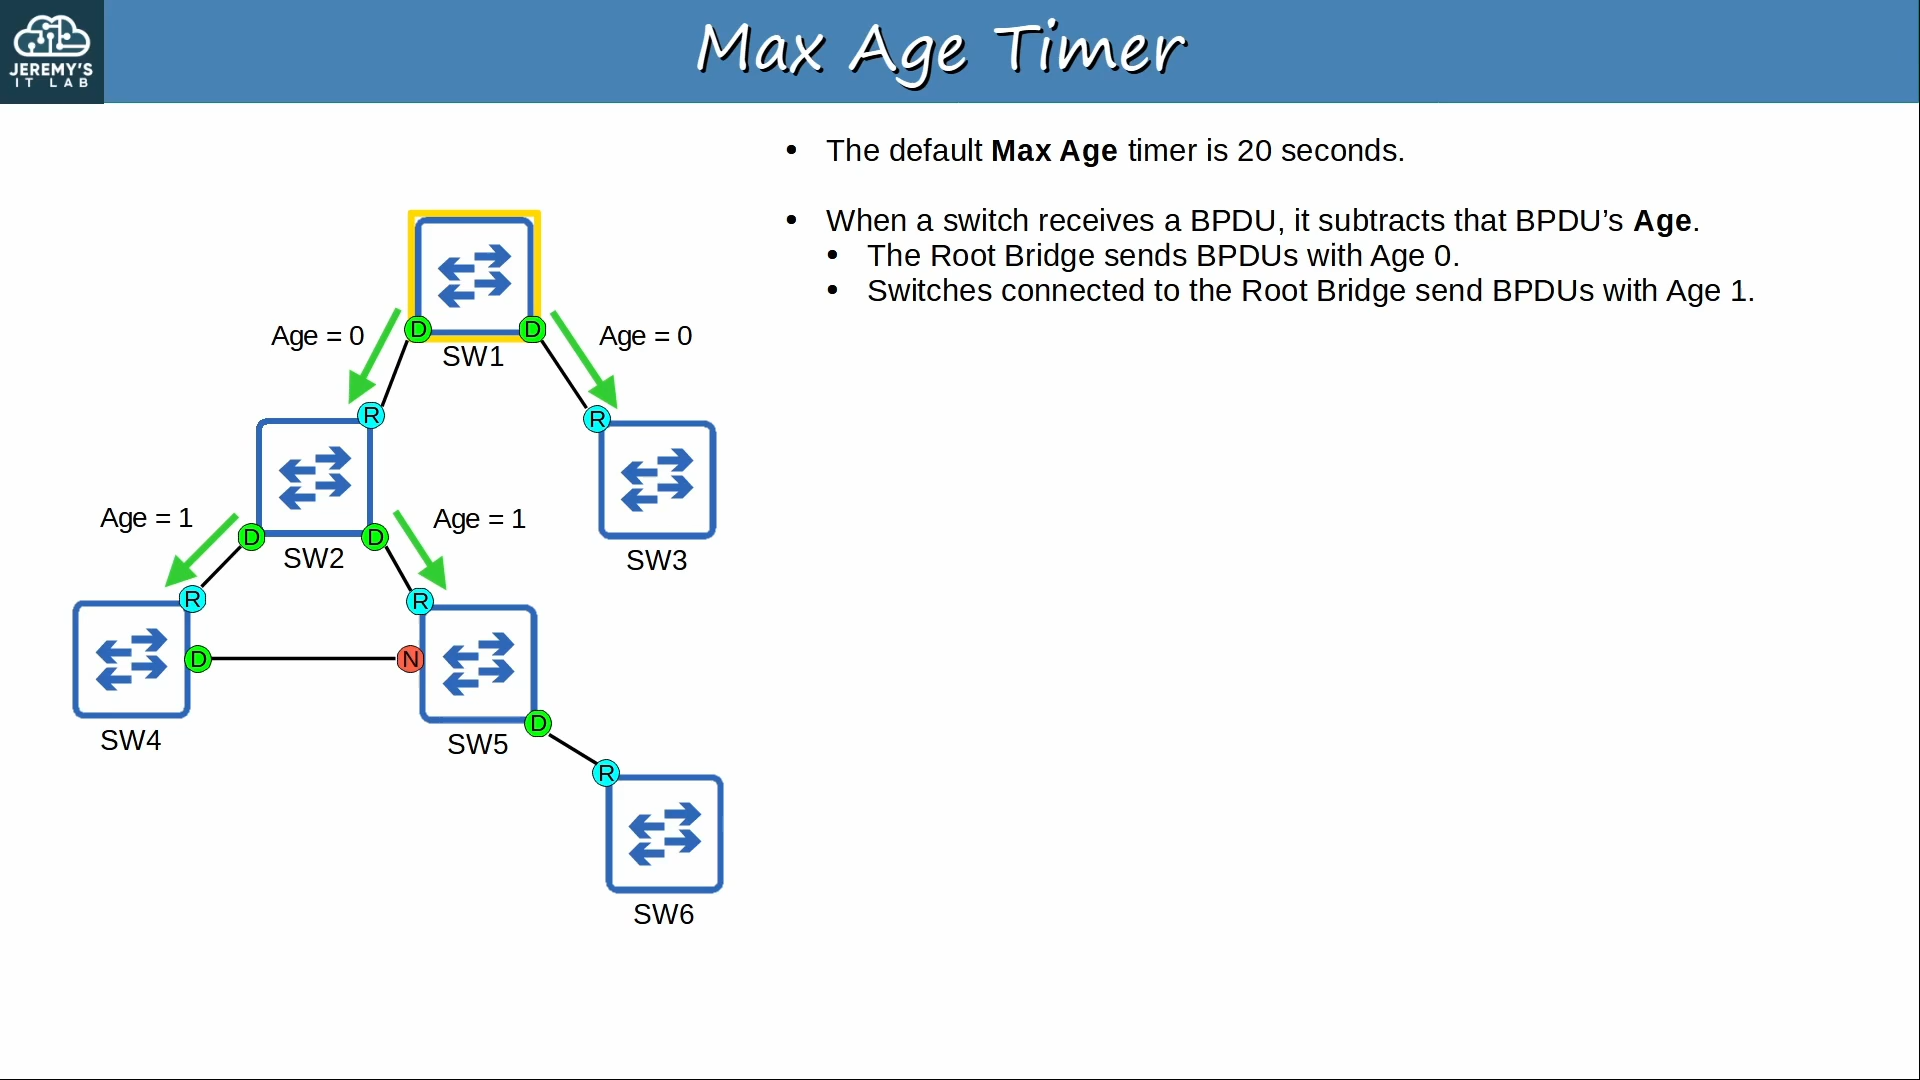 JEREMY'S
IT LAB
Max Age Timer
• The default Max Age timer is 20 seconds.
• When a switch receives a BPDU, it subtracts that BPDU’s Age.
• The Root Bridge sends BPDUs with Age 0.
• Switches connected to the Root Bridge send BPDUs with Age 1.
Age = 0
D
D
Age = 0
SW1
R
R
Age = 1
Age = 1
D
D
SW2
SW3
R
R
D
N
SW4
SW5
D
R
SW6